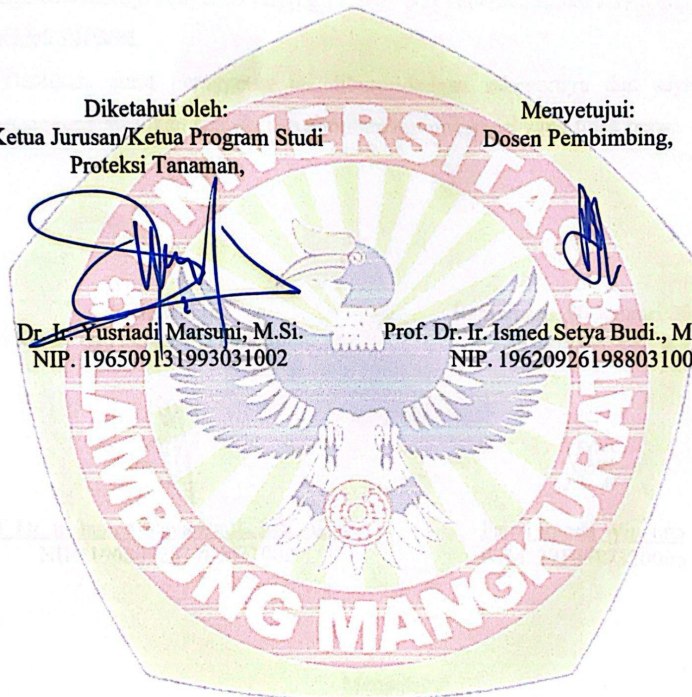 Diketahui oleh:
Ketua Jurusan/Ketua Program Studi
Proteksi Tanaman,
Dr. Ir. Yusriadi Marsuni, M.Si.
NIP. 196509131993031002
Menyetujui:
Dosen Pembimbing,
Prof. Dr. Ir. Ismed Setya Budi., M
NIP. 19620926198803100
UNIVERSITAS
LAMBUNG MANGKURAT